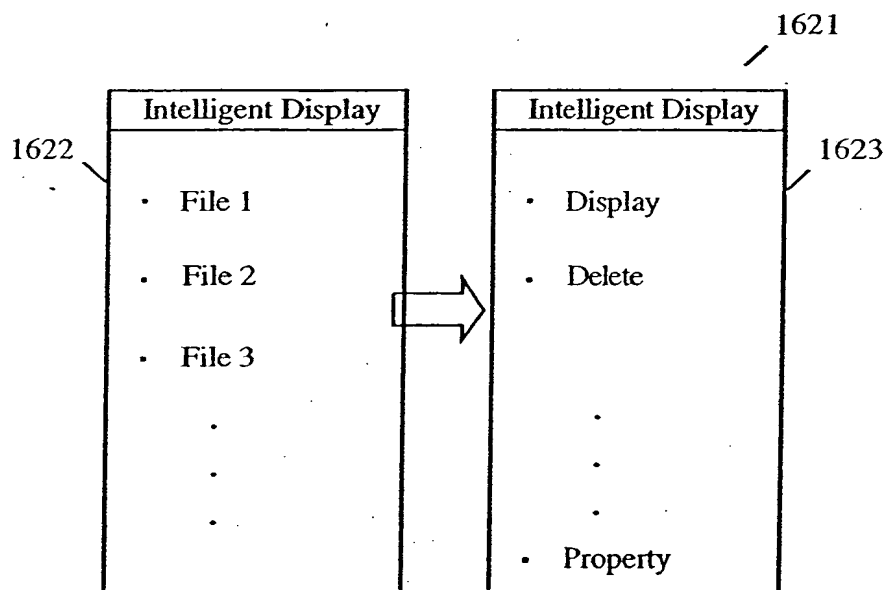 1621
Intelligent Display
Intelligent Display
1622
1623
· File 1
· Display
· File 2
· Delete
· File 3
· Property